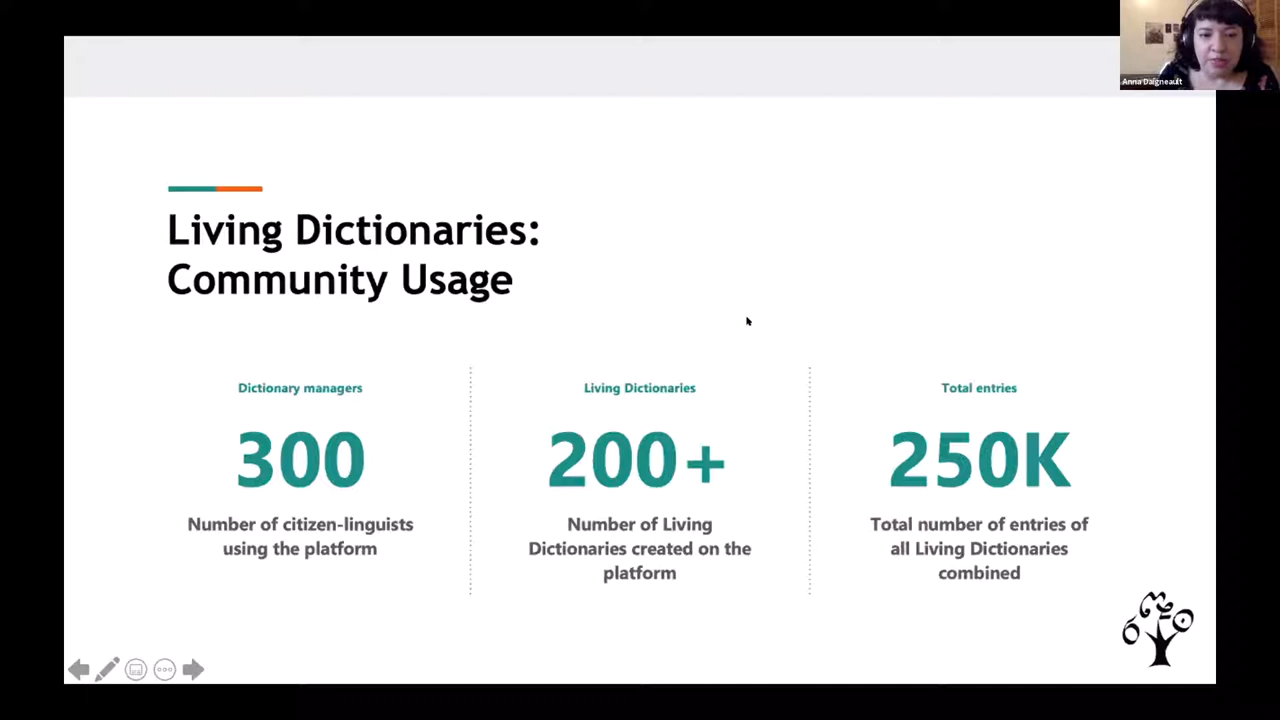 Anna Daigneault
Living Dictionaries:
Community Usage
Dictionary managers
300
Number of citizen-linguists
using the platform
Living Dictionaries
200+
Number of Living
Dictionaries created on the
platform
Total entries
250K
Total number of entries of
all Living Dictionaries
combined